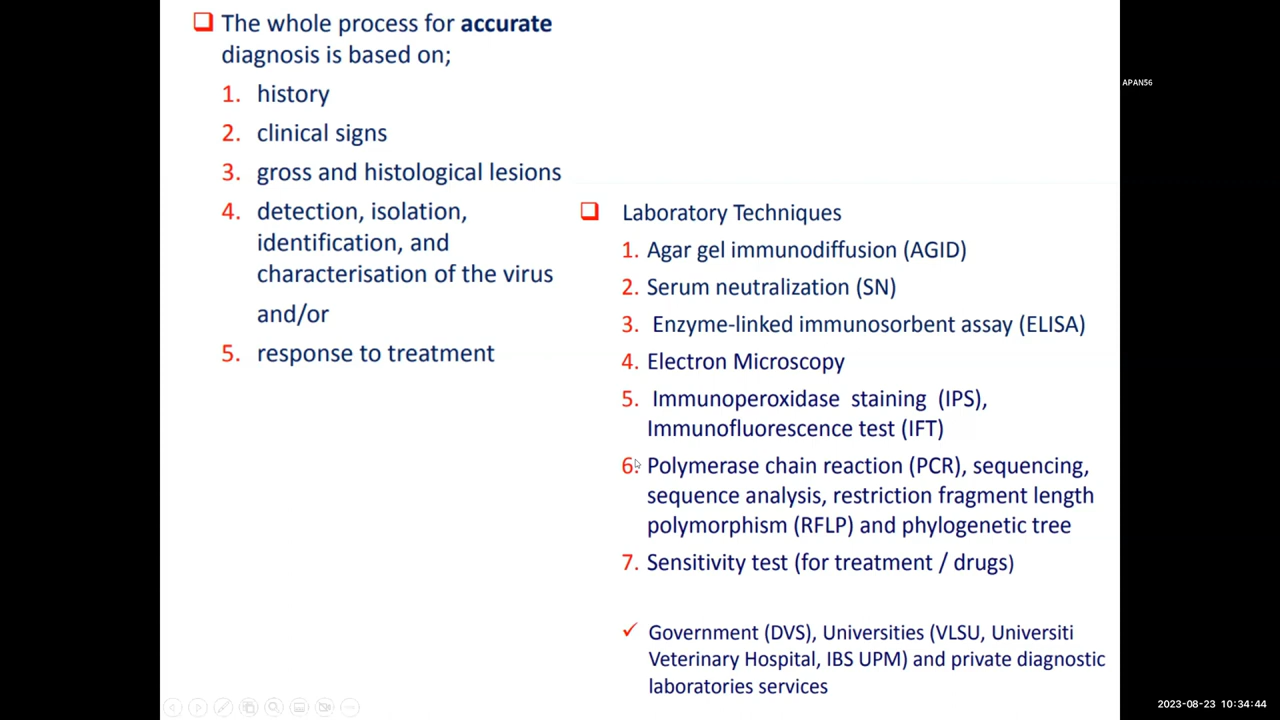 The whole process for accurate
diagnosis is based on;
1. history
2. clinical signs
3. gross and histological lesions
4. detection, isolation,
identification, and
characterisation of the virus
and/or
5. response to treatment
Laboratory Techniques
1. Agar gel immunodiffusion (AGID)
2. Serum neutralization (SN)
3. Enzyme-linked immunosorbent assay (ELISA)
4. Electron Microscopy
5. Immunoperoxidase staining (IPS),
Immunofluorescence test (IFT)
6. Polymerase chain reaction (PCR), sequencing,
sequence analysis, restriction fragment length
polymorphism (RFLP) and phylogenetic tree
7. Sensitivity test (for treatment / drugs)
Government (DVS), Universities (VLSU, Universiti
Veterinary Hospital, IBS UPM) and private diagnostic
laboratories services
APAN56
2023-08-23 10:34:44